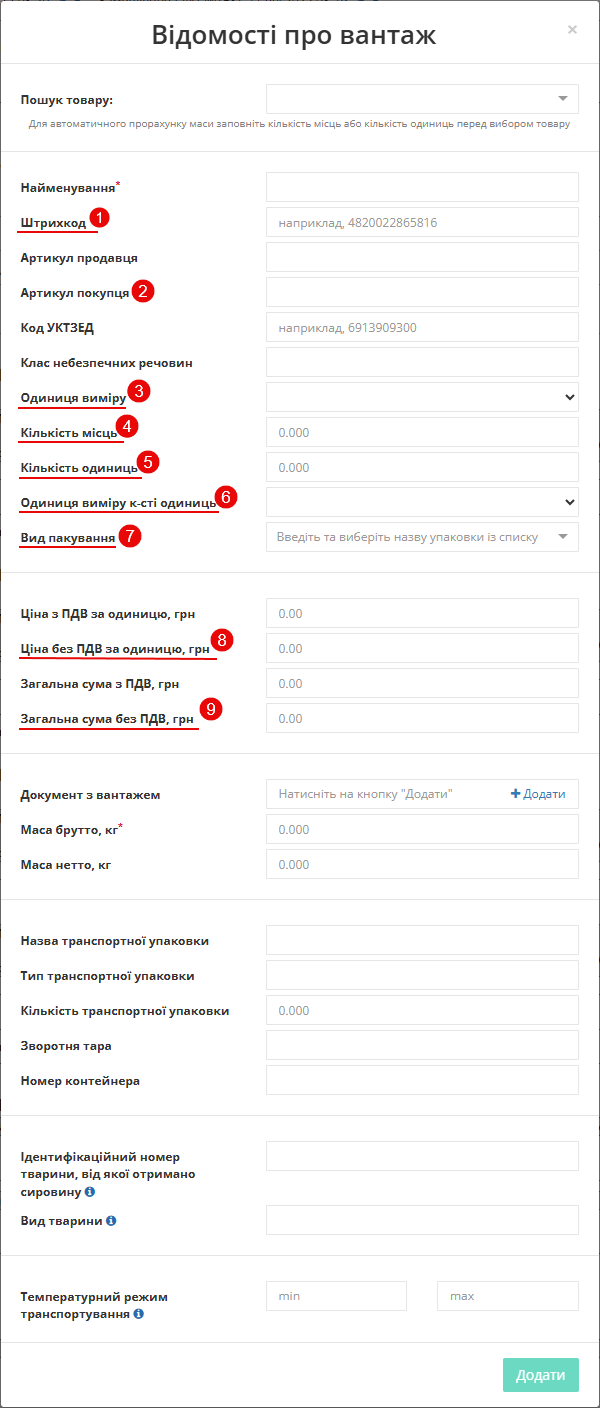 Відомості про вантаж
×
Пошук товару:
Для автоматичного прорахунку маси заповніть кількість місць або кількість одиниць перед вибором товару
Найменування*
Штрихкод 1 наприклад, 4820022865816
Артикул продавця
Артикул покупця 2
Код УКТЗЕД наприклад, 6913909300
Клас небезпечних речовин
Одиниця виміру 3
Кількість місць 4 0.000
Кількість одиниць 5 0.000
Одиниця виміру к-сті одиниць 6
Вид пакування 7 Введіть та виберіть назву упаковки із списку
Ціна з ПДВ за одиницю, грн 0.00
Ціна без ПДВ за одиницю, грн 8 0.00
Загальна сума з ПДВ, грн 0.00
Загальна сума без ПДВ, грн 9 0.00
Документ з вантажем Натисніть на кнопку "Додати" + Додати
Маса брутто, кг* 0.000
Маса нетто, кг 0.000
Назва транспортної упаковки
Тип транспортної упаковки
Кількість транспортної упаковки 0.000
Зворотня тара
Номер контейнера
Ідентифікаційний номер
тварини, від якої отримано
сировину
Вид тварини
Температурний режим min max
транспортування
Додати